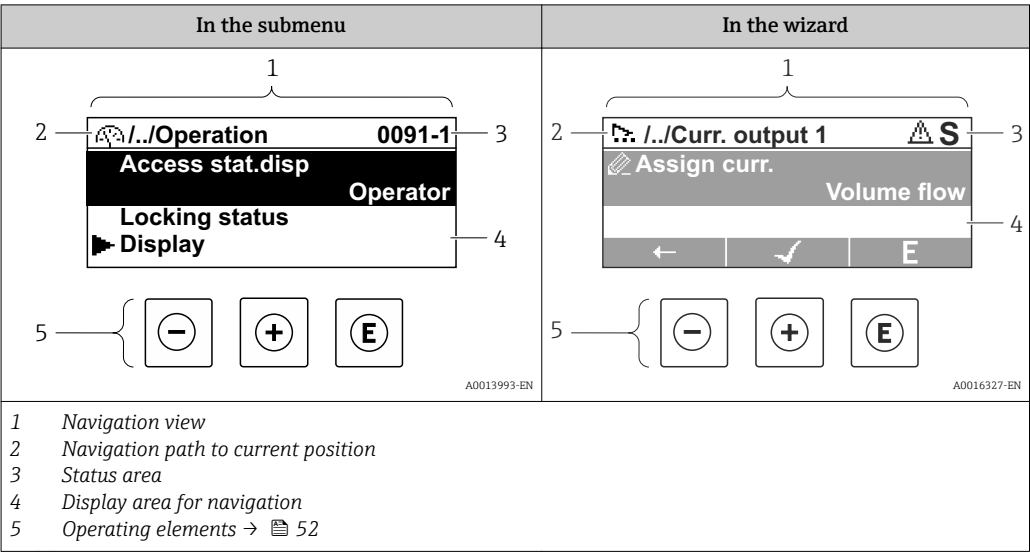 In the submenu
In the wizard
1
2
/../Operation 0091-1
3
Access stat.disp
Operator
Locking status
Display
4
5
E
A0013993-EN
1
2
/../Curr. output 1 S
3
Assign curr.
Volume flow
4
E
5
E
A0016327-EN
1 Navigation view
2 Navigation path to current position
3 Status area
4 Display area for navigation
5 Operating elements → 52